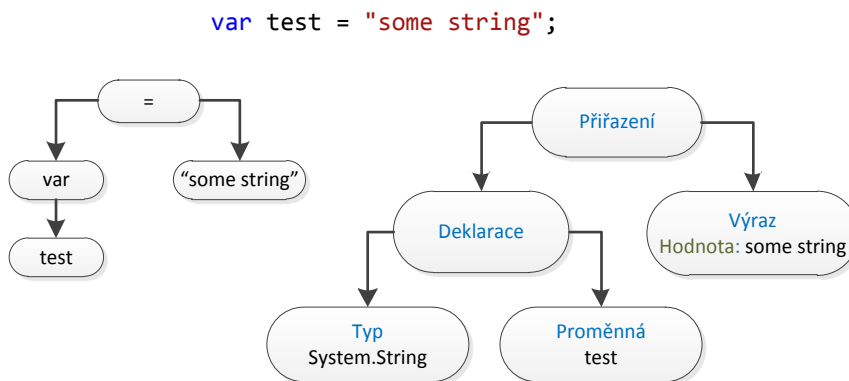 var test = "some string";
=
var
“some string”
test
Přiřazení
Deklarace
Výraz
Hodnota: some string
Typ
System.String
Proměnná
test